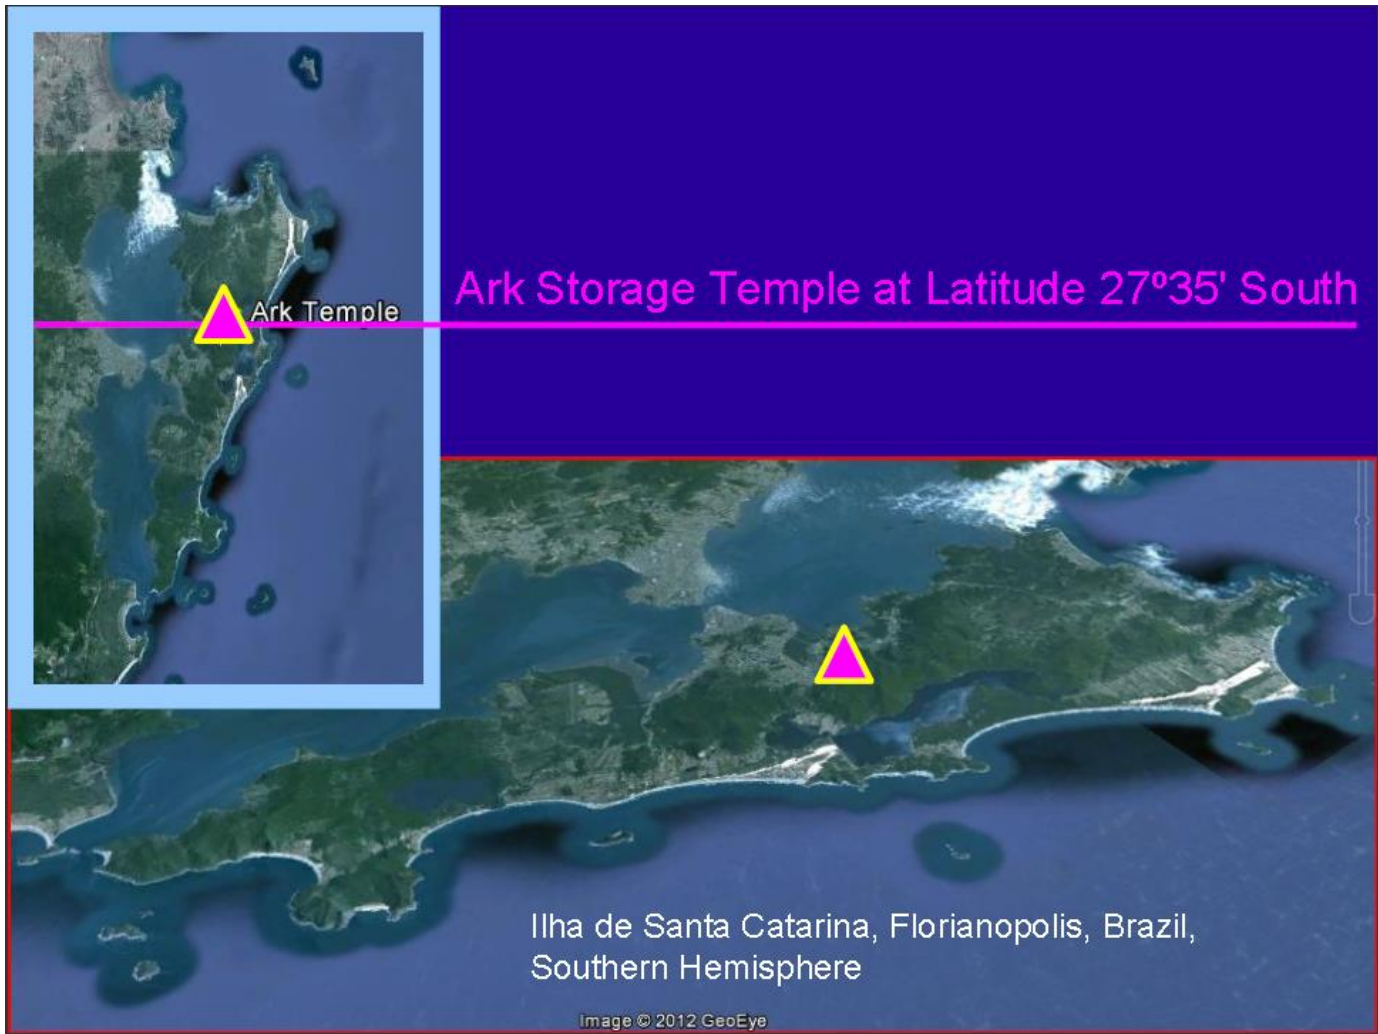 Ark Storage Temple at Latitude 27º35' South
Ark Temple
Ilha de Santa Catarina, Florianopolis, Brazil,
Southern Hemisphere
Image © 2012 GeoEye